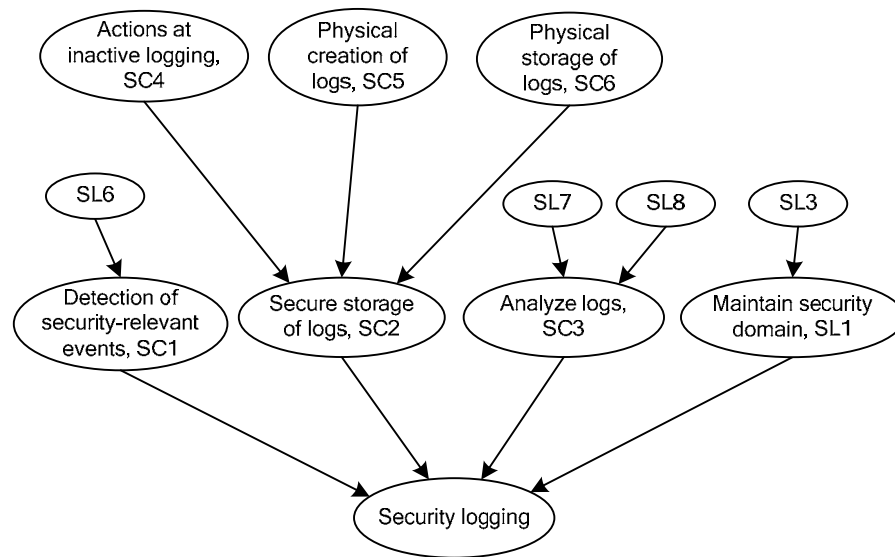 Actions at
inactive logging,
SC4
Physical
creation of
logs, SC5
Physical
storage of
logs, SC6
SL6
SL7
SL8
SL3
Detection of
security-relevant
events, SC1
Secure storage
of logs, SC2
Analyze logs,
SC3
Maintain security
domain, SL1
Security logging